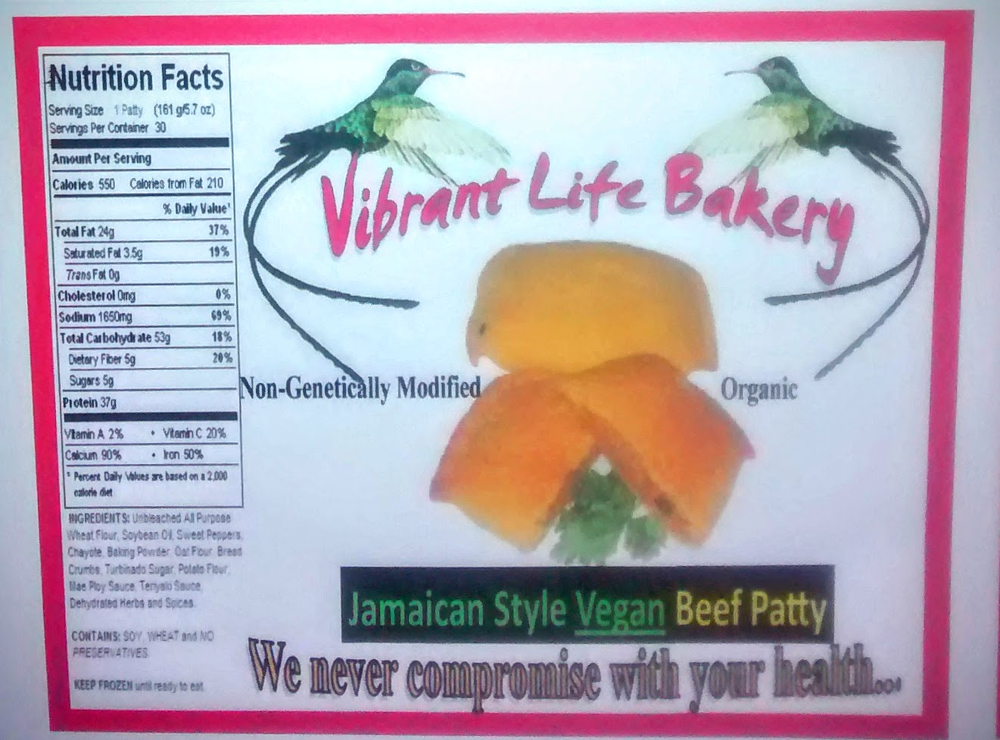 Nutrition Facts
Serving Size 1 Patty (161 g/5.7 oz)
Servings Per Container 30
Amount Per Serving
Calories 550 Calories from Fat 210
% Daily Value*
Total Fat 24g 37%
Saturated Fat 3.5g 19%
Trans Fat 0g
Cholesterol 0mg 0%
Sodium 1650mg 69%
Total Carbohydrate 53g 18%
Dietary Fiber 5g 20%
Sugars 5g
Protein 37g
Vitamin A 2% • Vitamin C 20%
Calcium 90% • Iron 50%
* Percent Daily Values are based on a 2,000
calorie diet
INGREDIENTS: Unbleached All Purpose
Wheat Flour, Soybean Oil, Sweet Peppers,
Chayote, Baking Powder, Oat Flour, Bread
Crumbs, Turbinado Sugar, Potato Flour,
Mae Ploy Sauce, Teriyaki Sauce,
Dehydrated Herbs and Spices.
CONTAINS: SOY, WHEAT and NO
PRESERVATIVES
KEEP FROZEN until ready to eat.
Vibrant Life Bakery
Non-Genetically Modified
Organic
Jamaican Style Vegan Beef Patty
We never compromise with your health...